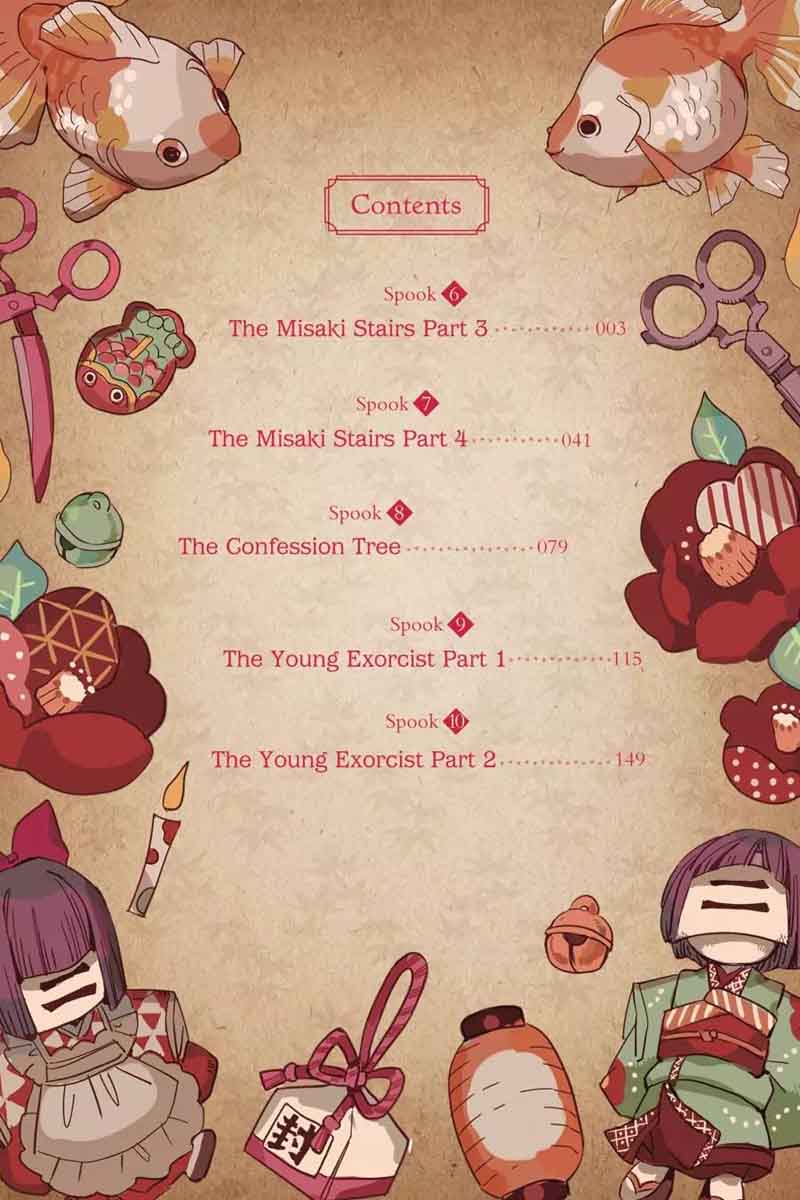 Contents
Spook 6
The Misaki Stairs Part 3 003
Spook 7
The Misaki Stairs Part 4 041
Spook 8
The Confession Tree 079
Spook 9
The Young Exorcist Part 1 115
Spook 10
The Young Exorcist Part 2 149
二
二
封